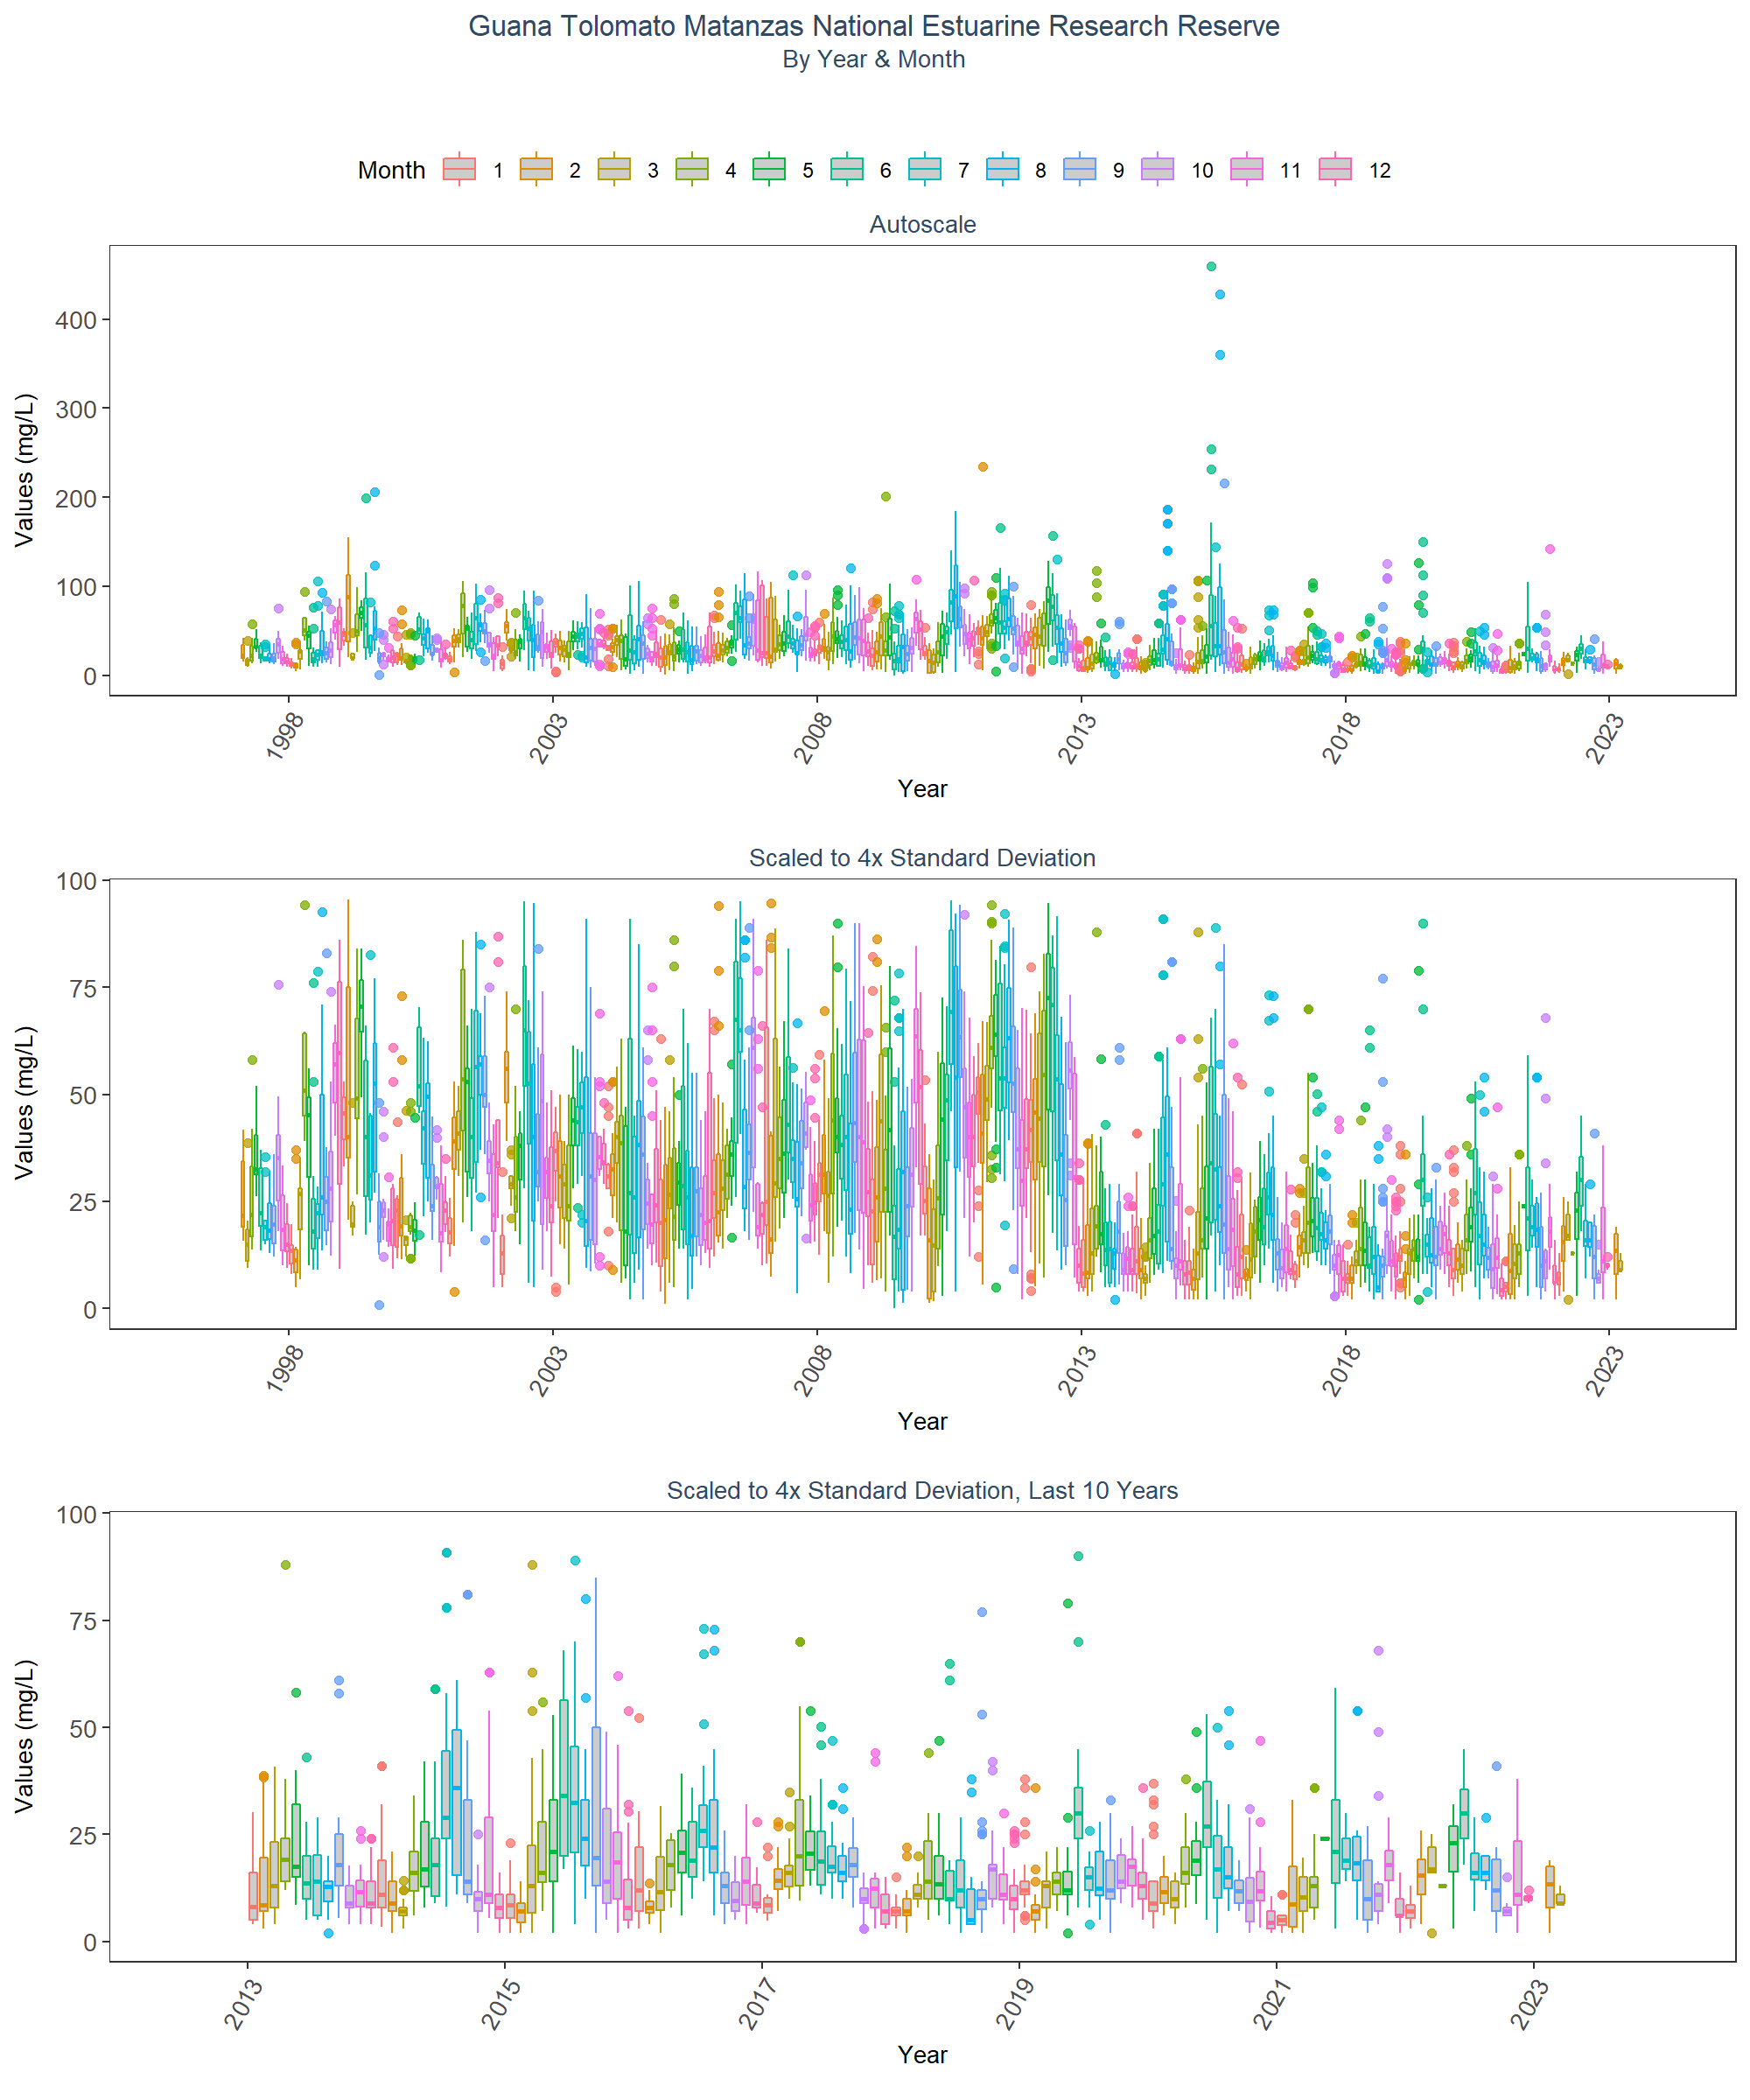 Guana Tolomato Matanzas National Estuarine Research Reserve
By Year & Month
Month 1 2 3 4 5 6 7 8 9 10 11 12
Autoscale
400
300
200
100
0
Values (mg/L)
1998 2003 2008 2013 2018 2023
Year
Scaled to 4x Standard Deviation
100
75
50
25
0
Values (mg/L)
1998 2003 2008 2013 2018 2023
Year
Scaled to 4x Standard Deviation, Last 10 Years
100
75
50
25
0
Values (mg/L)
2013 2015 2017 2019 2021 2023
Year